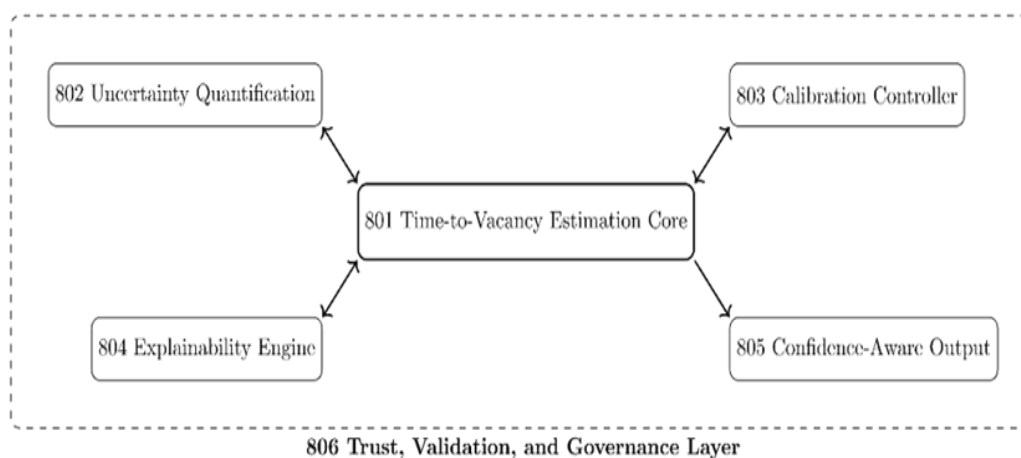 802 Uncertainty Quantification
803 Calibration Controller
801 Time-to-Vacancy Estimation Core
804 Explainability Engine
805 Confidence-Aware Output
806 Trust, Validation, and Governance Layer